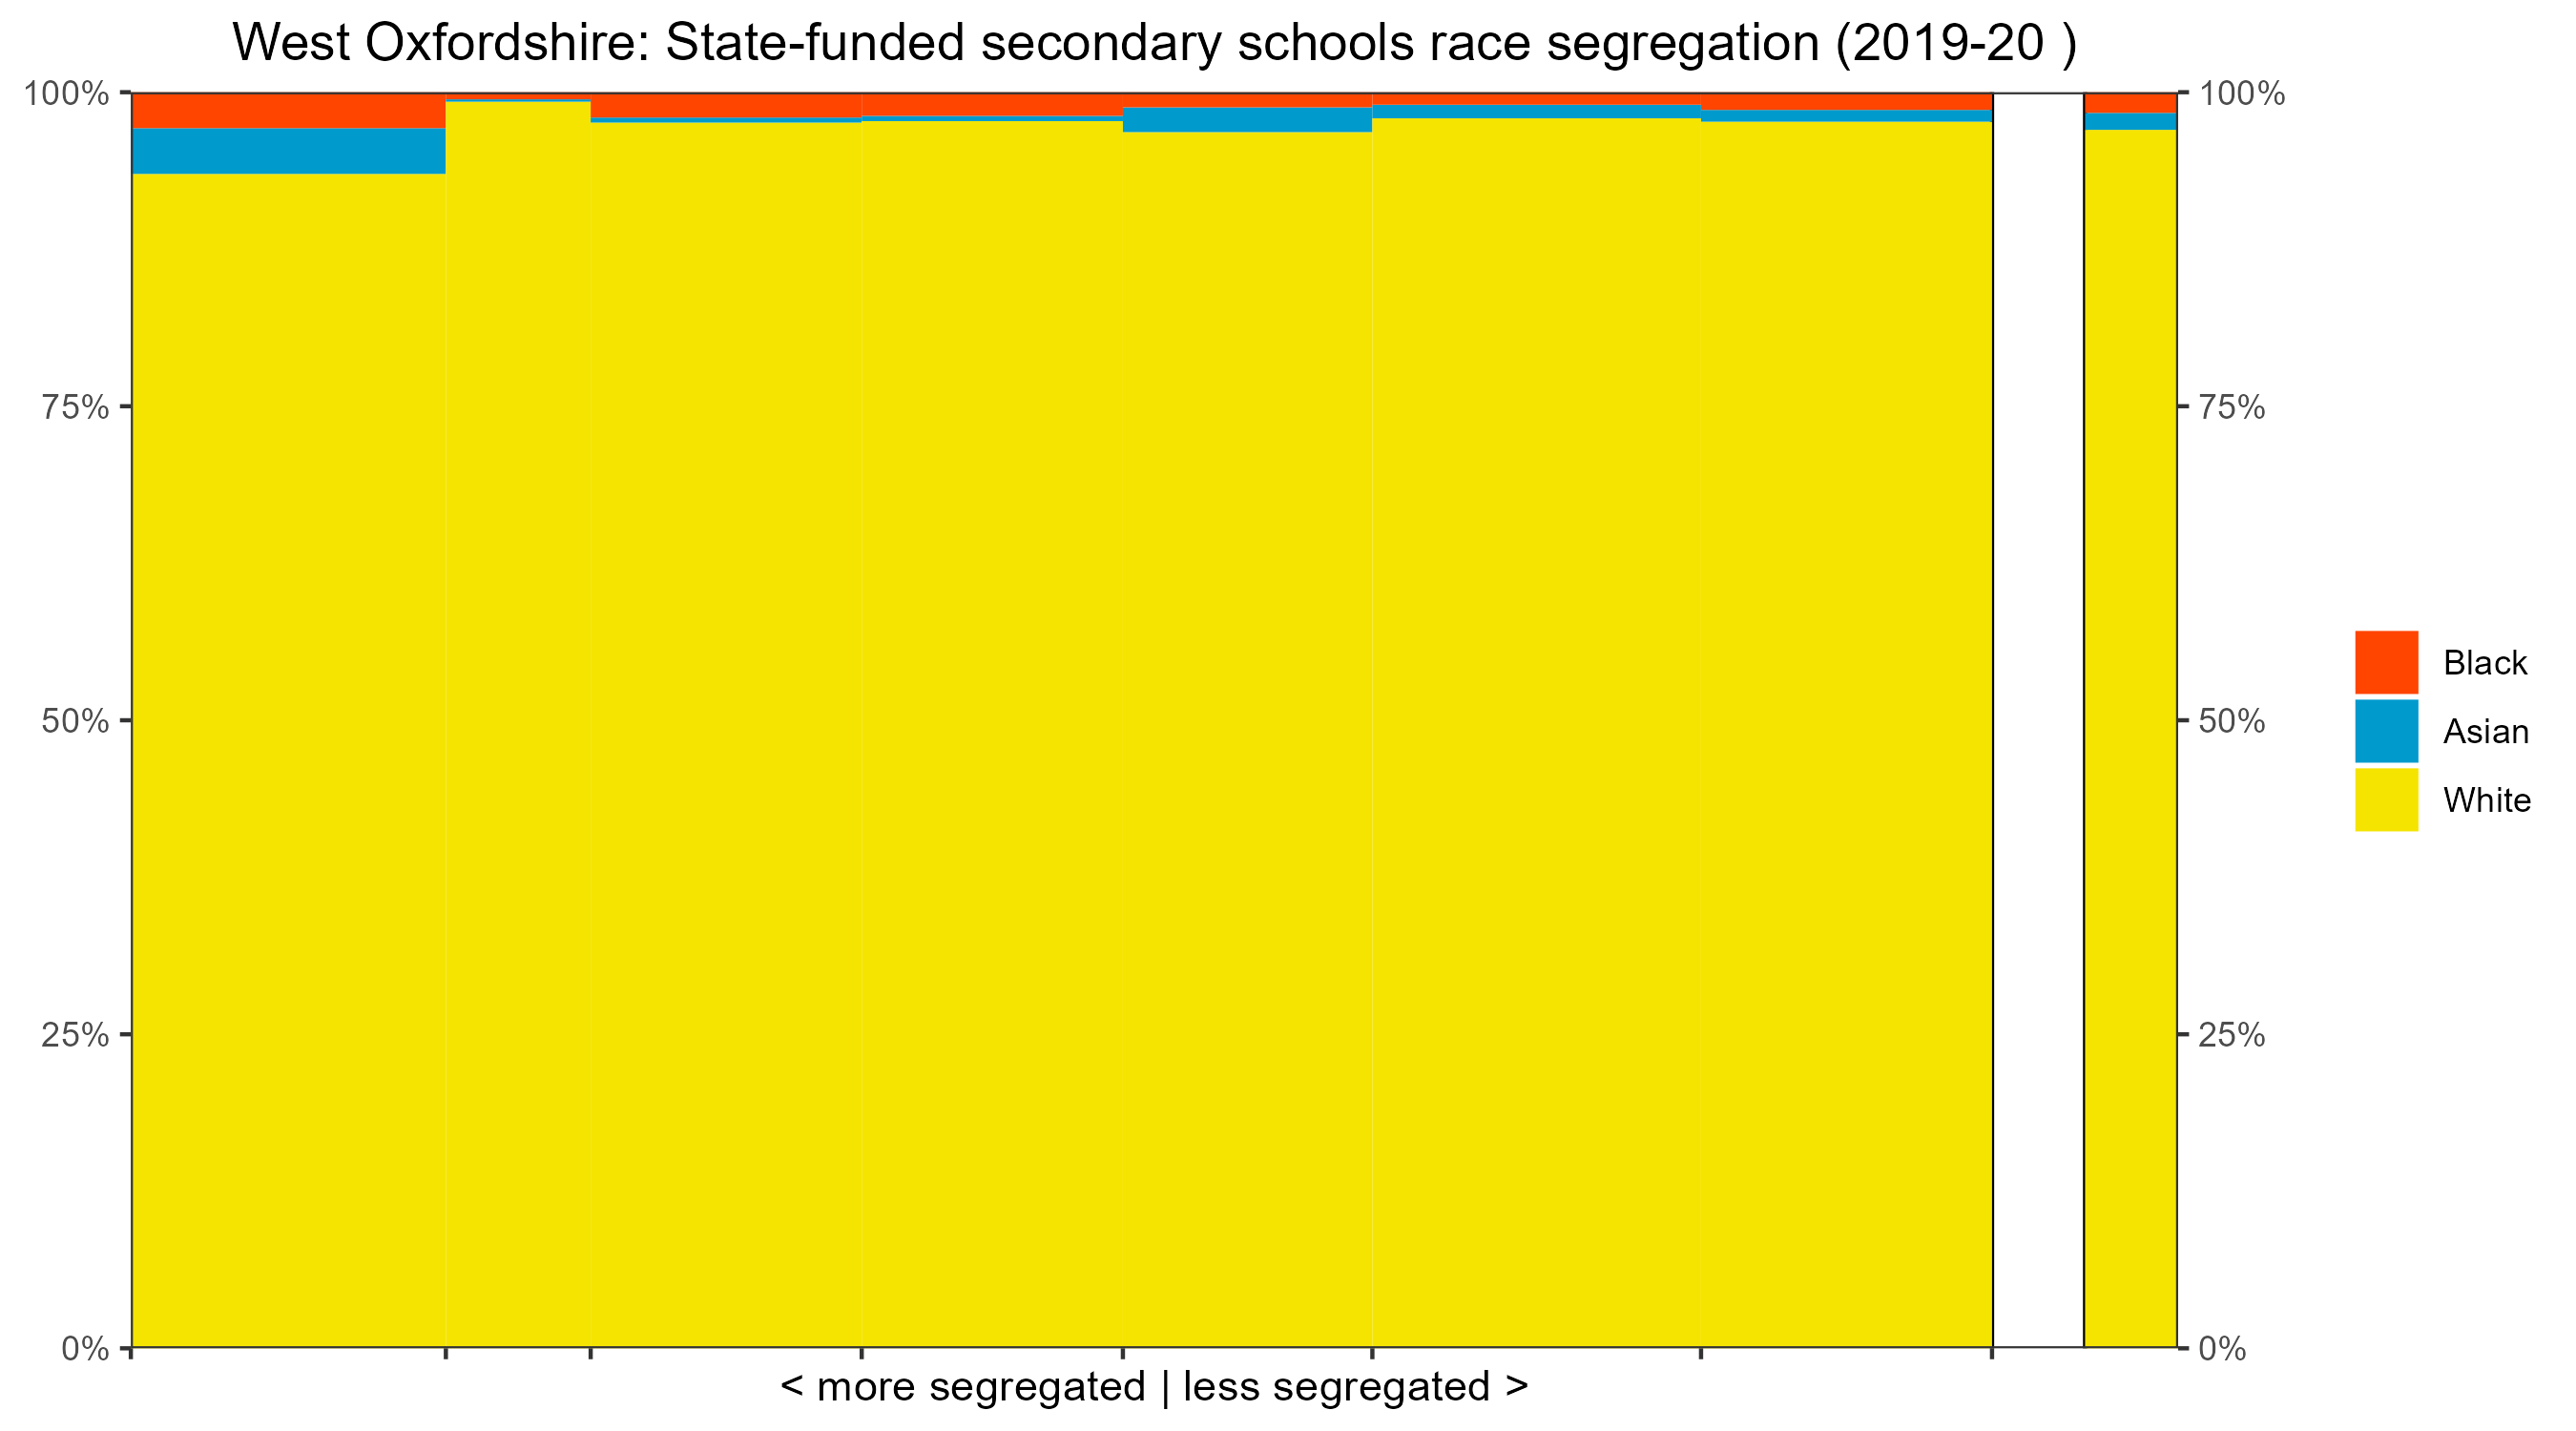 West Oxfordshire: State-funded secondary schools race segregation (2019-20 )
100%
75%
50%
25%
0%
100%
75%
50%
25%
0%
Black
Asian
White
< more segregated | less segregated >